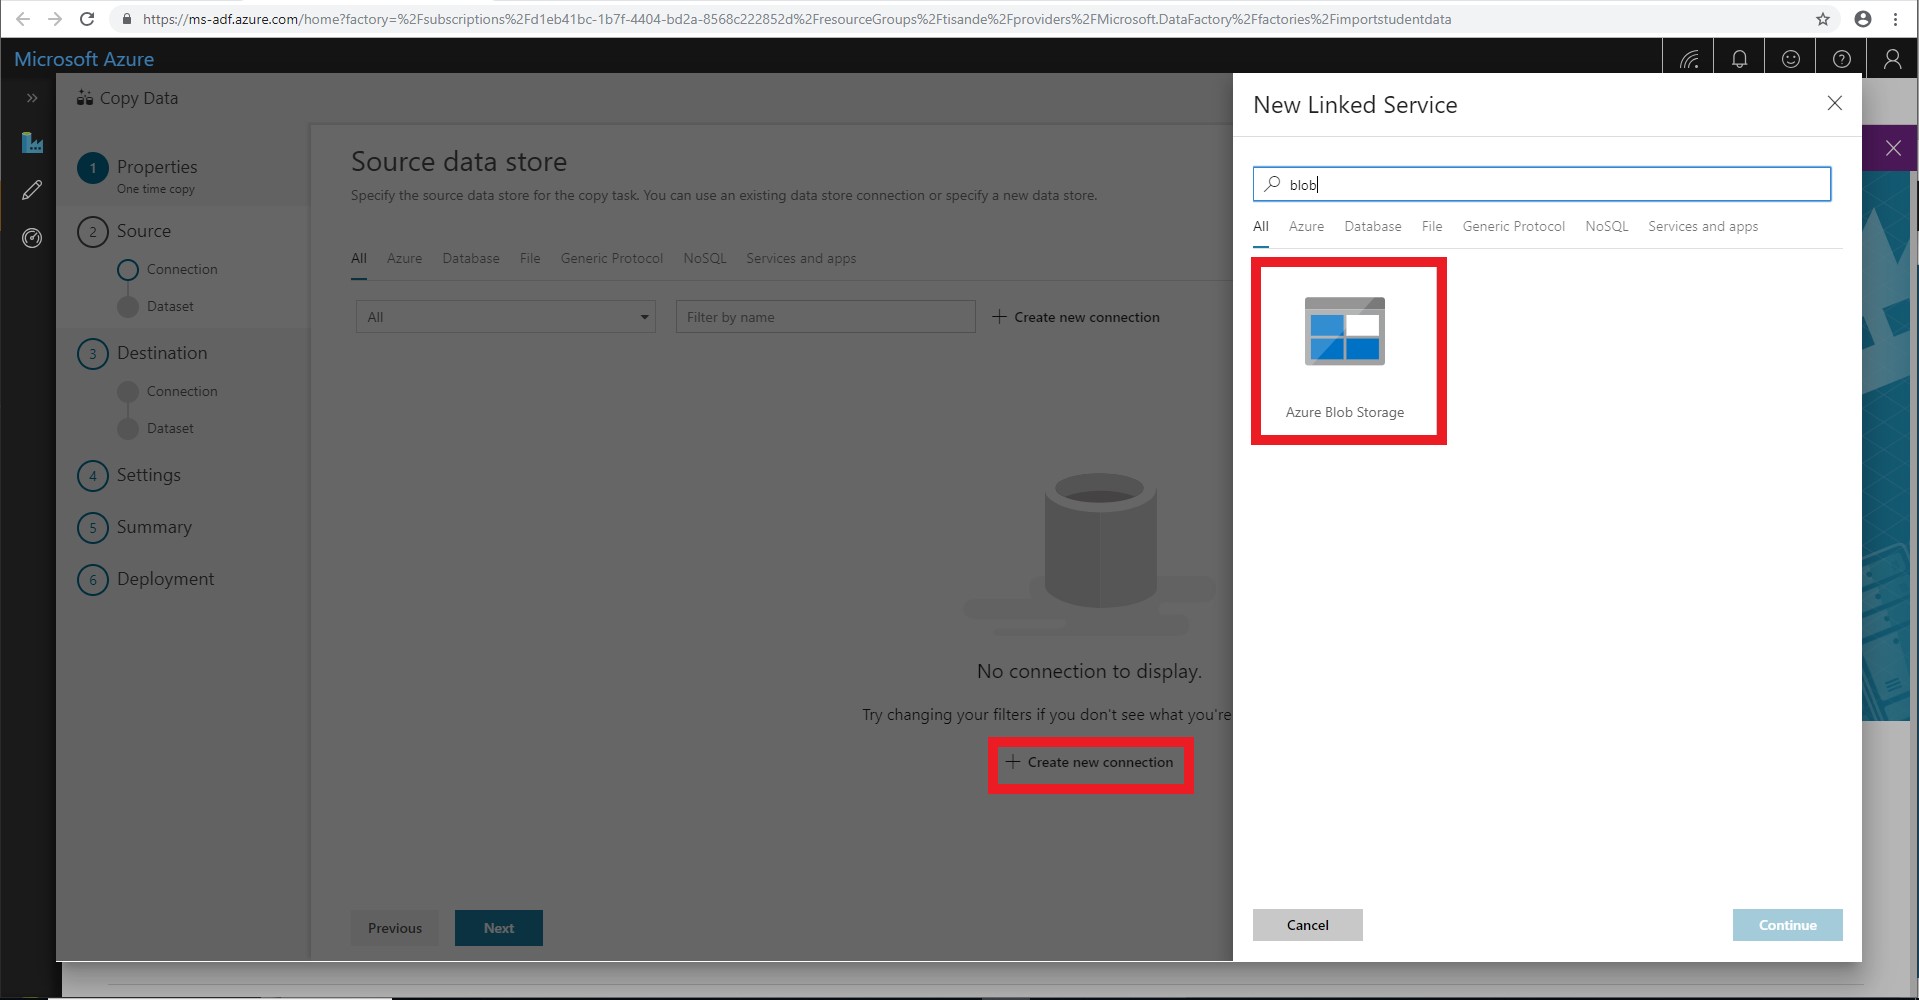 https://ms-adf.azure.com/home?factory=%2Fsubscriptions%2Fd1eb41bc-1b7f-4404-bd2a-8568c222852d%2FresourceGroups%2Ftisande%2Fproviders%2FMicrosoft.DataFactory%2Ffactories%2Fimportstudentdata
Microsoft Azure
Copy Data
1 Properties
One time copy
2 Source
Connection
Dataset
3 Destination
Connection
Dataset
4 Settings
5 Summary
6 Deployment
Source data store
Specify the source data store for the copy task. You can use an existing data store connection or specify a new data store.
All Azure Database File Generic Protocol NoSQL Services and apps
All Filter by name Create new connection
No connection to display.
Try changing your filters if you don't see what you're
Create new connection
Previous Next
New Linked Service
blob
All Azure Database File Generic Protocol NoSQL Services and apps
Azure Blob Storage
Cancel Continue